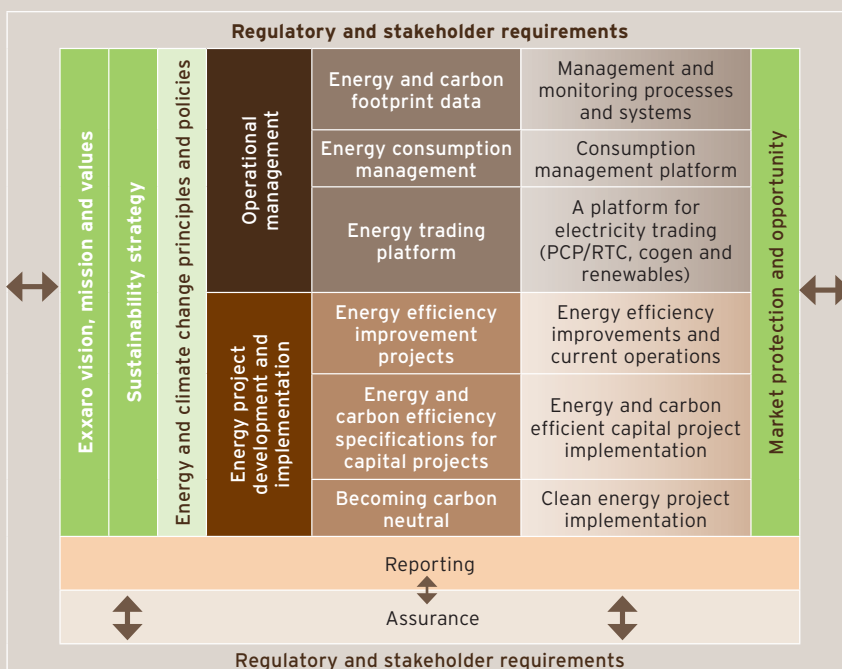 Regulatory and stakeholder requirements
Exxaro vision, mission and values
Sustainability strategy
Energy and climate change principles and policies
Operational
management
Energy and carbon
footprint data
Management and
monitoring processes
and systems
Energy consumption
management
Consumption
management platform
Energy trading
platform
A platform for
electricity trading
(PCP/RTC, cogen and
renewables)
Energy project
development and
implementation
Energy efficiency
improvement
projects
Energy efficiency
improvements and
current operations
Energy and
carbon efficiency
specifications for
capital projects
Energy and carbon
efficient capital project
implementation
Becoming carbon
neutral
Clean energy project
implementation
Market protection and opportunity
Reporting
Assurance
Regulatory and stakeholder requirements